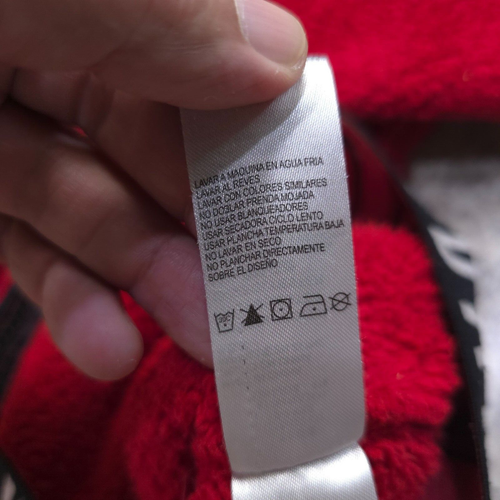 LAVAR A MAQUINA EN AGUA FRIA
LAVAR AL REVES
LAVAR CON COLORES SIMILARES
NO DOBLAR PRENDA MOJADA
NO USAR BLANQUEADORES
USAR SECADORA CICLO LENTO
USAR PLANCHA TEMPERATURA BAJA
NO LAVAR EN SECO
NO PLANCHAR DIRECTAMENTE
SOBRE EL DISEÑO